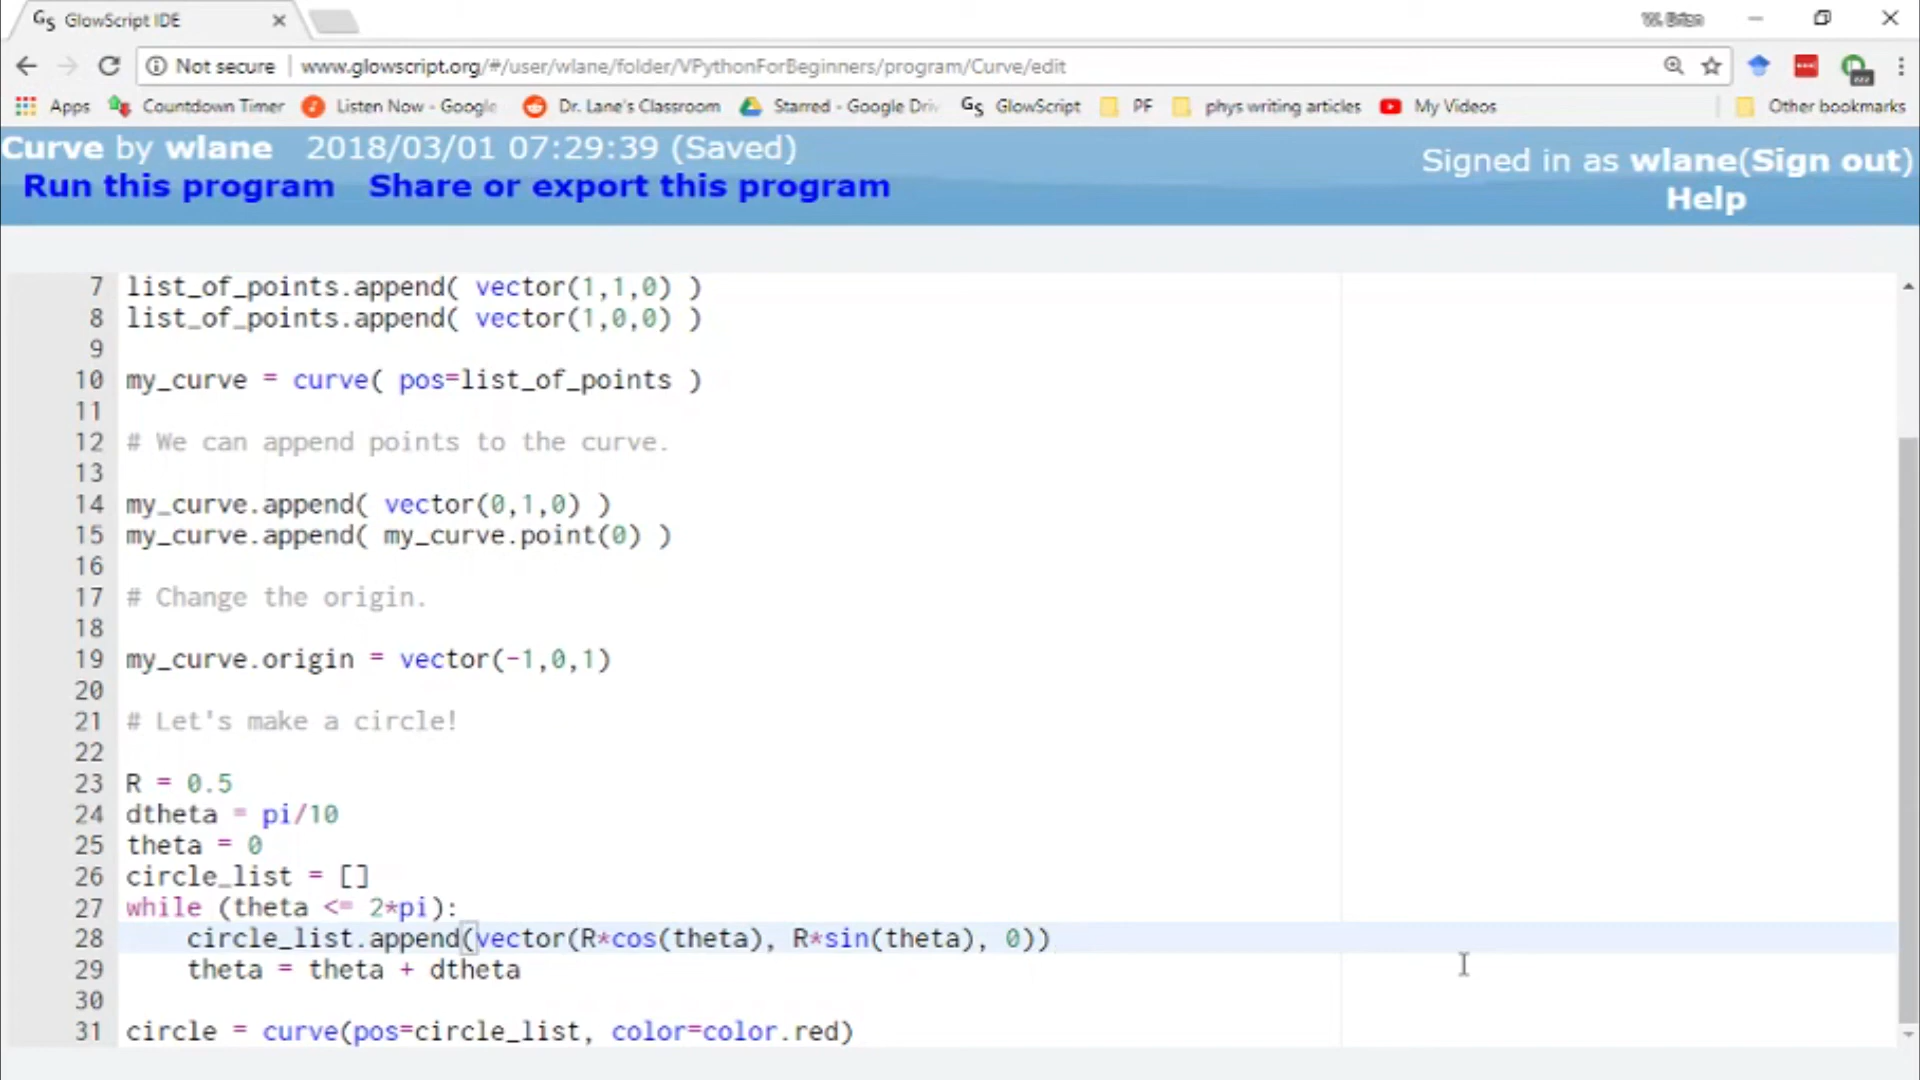 GS GlowScript IDE
Not secure www.glowscript.org/#/user/wlane/folder/VPythonForBeginners/program/Curve/edit
Apps Countdown Timer Listen Now - Google Dr. Lane's Classroom Starred - Google Driv GS GlowScript PF phys writing articles My Videos Other bookmarks
Curve by wlane 2018/03/01 07:29:39 (Saved)
Signed in as wlane(Sign out)
Run this program Share or export this program
Help
7 list_of_points.append( vector(1,1,0) )
8 list_of_points.append( vector(1,0,0) )
9
10 my_curve = curve( pos=list_of_points )
11
12 # We can append points to the curve.
13
14 my_curve.append( vector(0,1,0) )
15 my_curve.append( my_curve.point(0) )
16
17 # Change the origin.
18
19 my_curve.origin = vector(-1,0,1)
20
21 # Let's make a circle!
22
23 R = 0.5
24 dtheta = pi/10
25 theta = 0
26 circle_list = []
27 while (theta <= 2*pi):
28 circle_list.append(vector(R*cos(theta), R*sin(theta), 0))
29 theta = theta + dtheta
30
31 circle = curve(pos=circle_list, color=color.red)